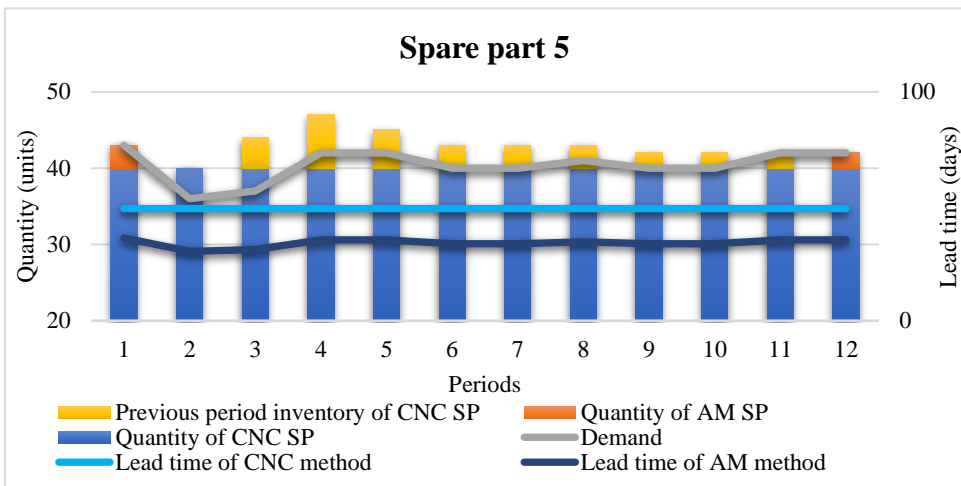 Spare part 5
50
40
30
20
Quantity (units)
100
0
Lead time (days)
1 2 3 4 5 6 7 8 9 10 11 12
Periods
Previous period inventory of CNC SP
Quantity of AM SP
Quantity of CNC SP
Demand
Lead time of CNC method
Lead time of AM method